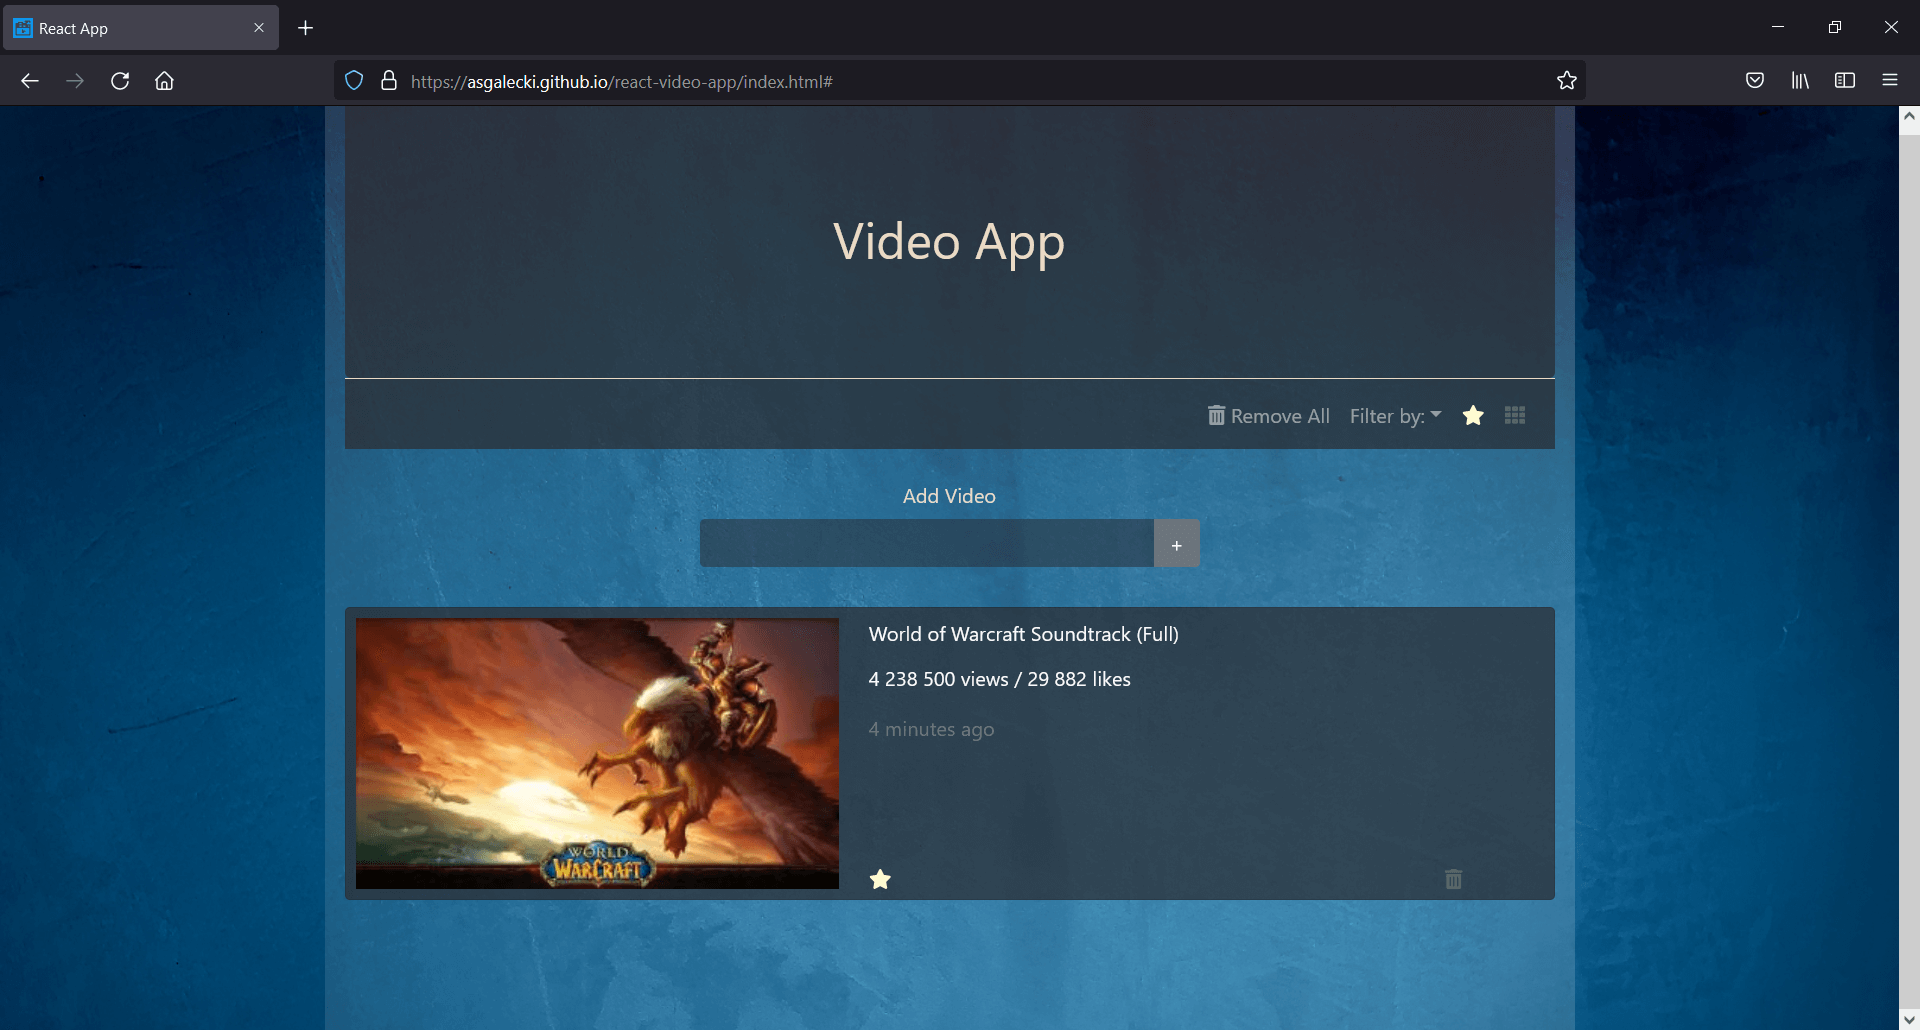 React App
https://asgalecki.github.io/react-video-app/index.html#
Video App
Remove All Filter by:
Add Video
+
World of Warcraft Soundtrack (Full)
4 238 500 views / 29 882 likes
4 minutes ago
WORLD
OF
WARCRAFT